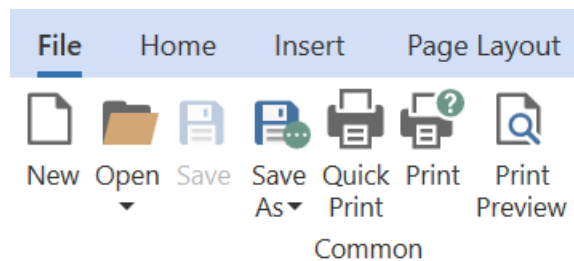 File Home Insert Page Layout
New Open Save Save As Quick Print Print Print Preview
Common